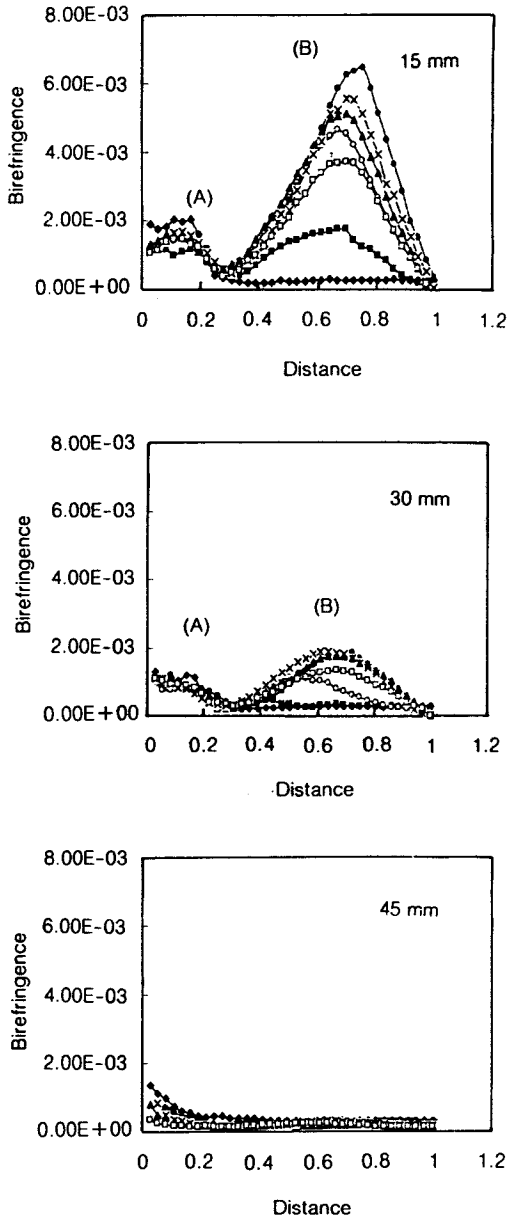 8.00E-03
(B)
15 mm
6.00E-03
Birefringence
4.00E-03
(A)
2.00E-03
0.00E+00
0 0.2 0.4 0.6 0.8 1 1.2
Distance
8.00E-03
30 mm
6.00E-03
Birefringence
4.00E-03
(A) (B)
2.00E-03
0.00E+00
0 0.2 0.4 0.6 0.8 1 1.2
Distance
8.00E-03
45 mm
6.00E-03
Birefringence
4.00E-03
2.00E-03
0.00E+00
0 0.2 0.4 0.6 0.8 1 1.2
Distance